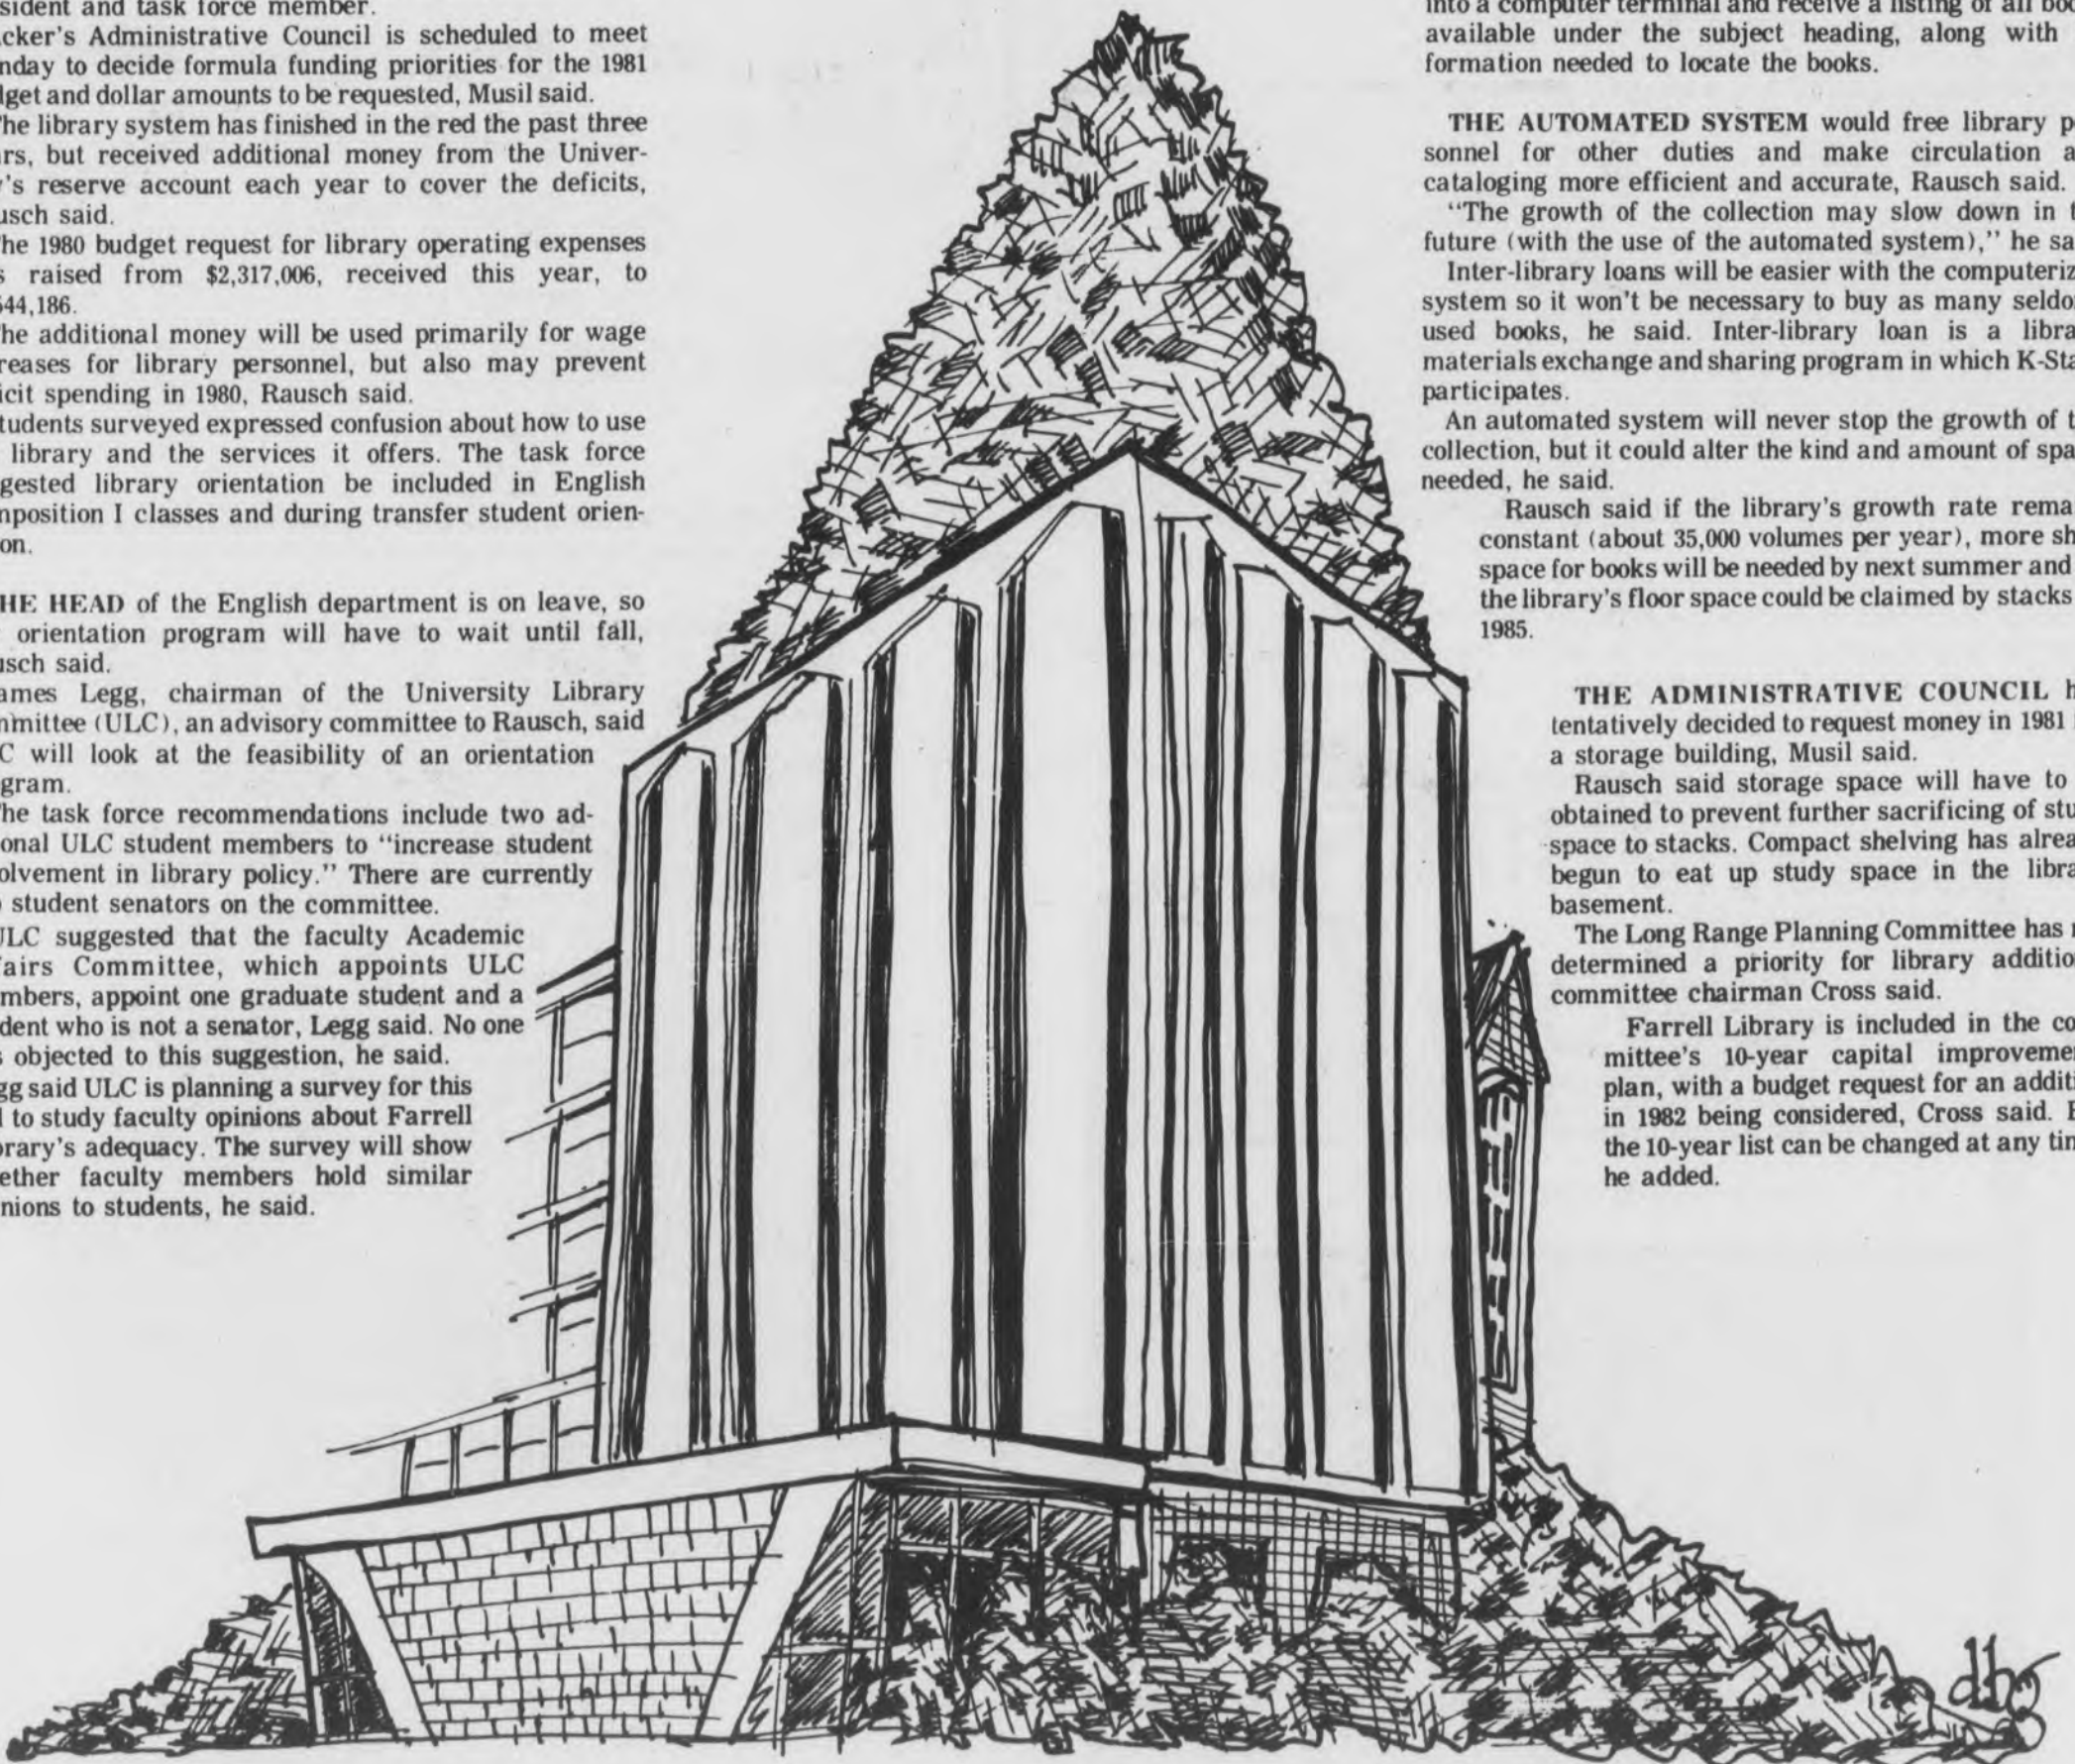 sident and task force member.
cker's Administrative Council is scheduled to meet
nday to decide formula funding priorities for the 1981
lget and dollar amounts to be requested, Musil said.
he library system has finished in the red the past three
rs, but received additional money from the Univer-
y's reserve account each year to cover the deficits,
usch said.
he 1980 budget request for library operating expenses
s raised from $2,317,006, received this year, to
544,186.
he additional money will be used primarily for wage
reases for library personnel, but also may prevent
icit spending in 1980, Rausch said.
tudents surveyed expressed confusion about how to use
library and the services it offers. The task force
gested library orientation be included in English
mposition I classes and during transfer student orien-
on.
HE HEAD of the English department is on leave, so
orientation program will have to wait until fall,
usch said.
ames Legg, chairman of the University Library
mmittee (ULC), an advisory committee to Rausch, said
C will look at the feasibility of an orientation
gram.
he task force recommendations include two ad-
onal ULC student members to "increase student
olvement in library policy." There are currently
o student senators on the committee.
ULC suggested that the faculty Academic
fairs Committee, which appoints ULC
mbers, appoint one graduate student and a
dent who is not a senator, Legg said. No one
s objected to this suggestion, he said.
gg said ULC is planning a survey for this
l to study faculty opinions about Farrell
brary's adequacy. The survey will show
ether faculty members hold similar
nions to students, he said.
into a computer terminal and receive a listing of all boo
available under the subject heading, along with
formation needed to locate the books.
THE AUTOMATED SYSTEM would free library p
sonnel for other duties and make circulation a
cataloging more efficient and accurate, Rausch said.
"The growth of the collection may slow down in t
future (with the use of the automated system)," he sa
Inter-library loans will be easier with the computeriz
system so it won't be necessary to buy as many seldo
used books, he said. Inter-library loan is a libra
materials exchange and sharing program in which K-Sta
participates.
An automated system will never stop the growth of t
collection, but it could alter the kind and amount of spa
needed, he said.
Rausch said if the library's growth rate rema
constant (about 35,000 volumes per year), more sh
space for books will be needed by next summer and
the library's floor space could be claimed by stacks
1985.
THE ADMINISTRATIVE COUNCIL h
tentatively decided to request money in 1981
a storage building, Musil said.
Rausch said storage space will have to
obtained to prevent further sacrificing of stu
space to stacks. Compact shelving has alrea
begun to eat up study space in the libra
basement.
The Long Range Planning Committee has n
determined a priority for library addition
committee chairman Cross said.
Farrell Library is included in the co
mittee's 10-year capital improveme
plan, with a budget request for an additi
in 1982 being considered, Cross said. B
the 10-year list can be changed at any tim
he added.